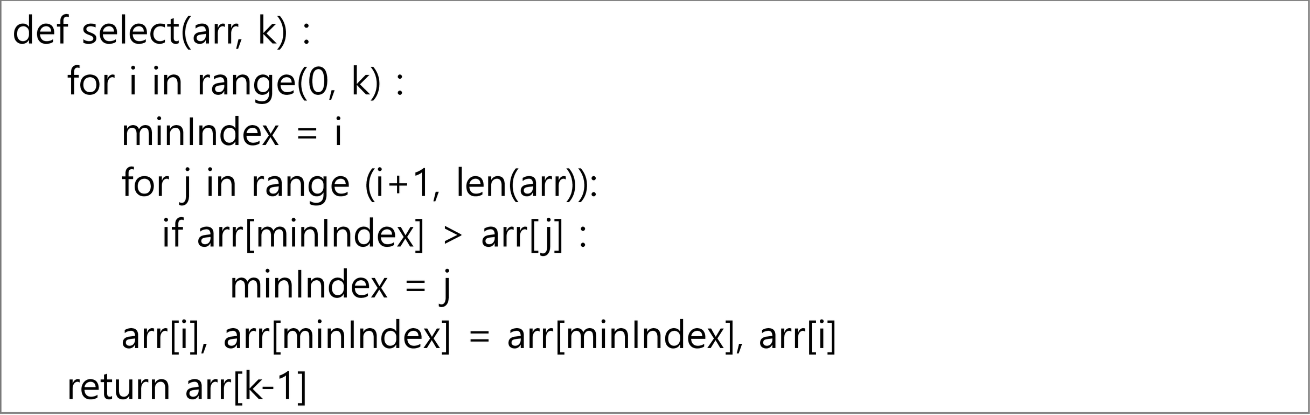 def select(arr, k) :
for i in range(0, k) :
minIndex = i
for j in range (i+1, len(arr)):
if arr[minIndex] > arr[j] :
minIndex = j
arr[i], arr[minIndex] = arr[minIndex], arr[i]
return arr[k-1]